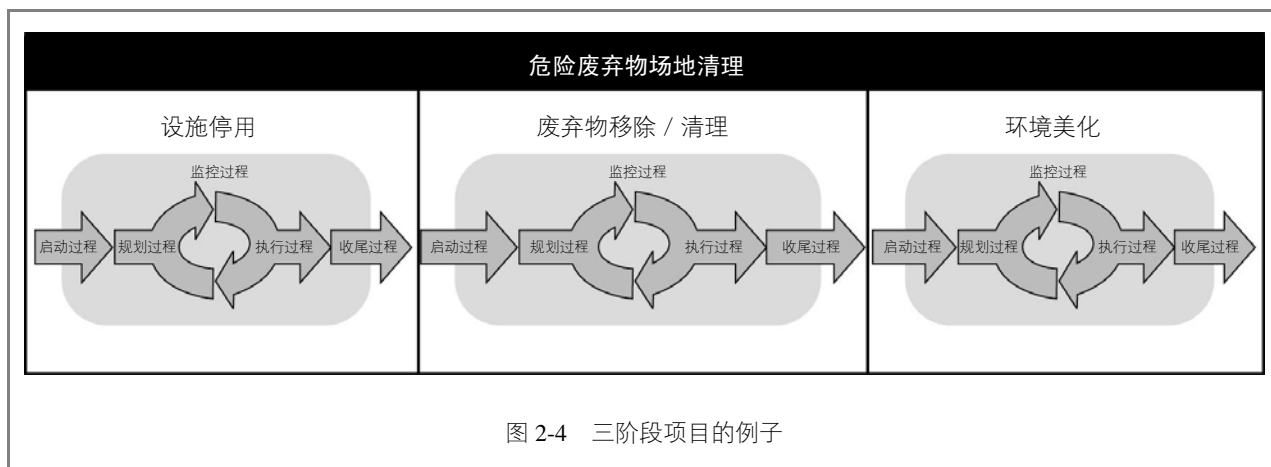 危险废弃物场地清理
设施停用
监控过程
启动过程
规划过程
执行过程
收尾过程
废弃物移除 / 清理
监控过程
启动过程
规划过程
执行过程
收尾过程
环境美化
监控过程
启动过程
规划过程
执行过程
收尾过程
图 2-4 三阶段项目的例子